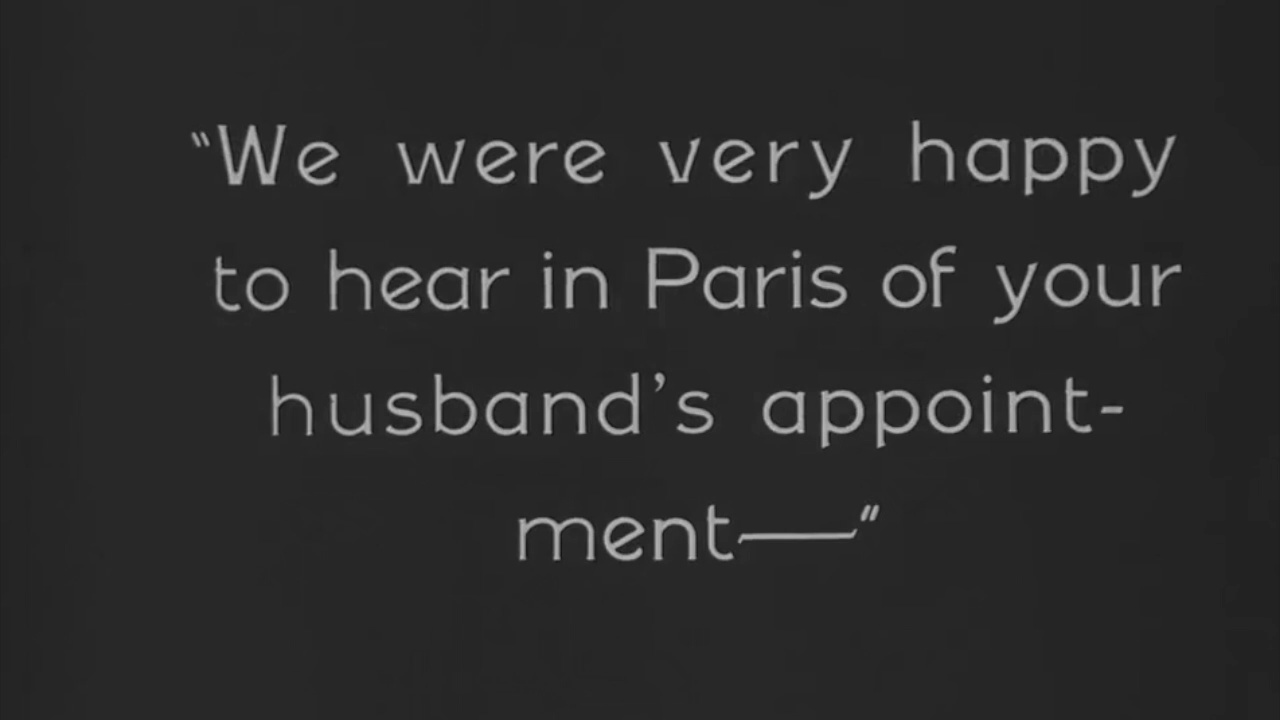 "We were very happy
to hear in Paris of your
husband's appoint-
ment—"